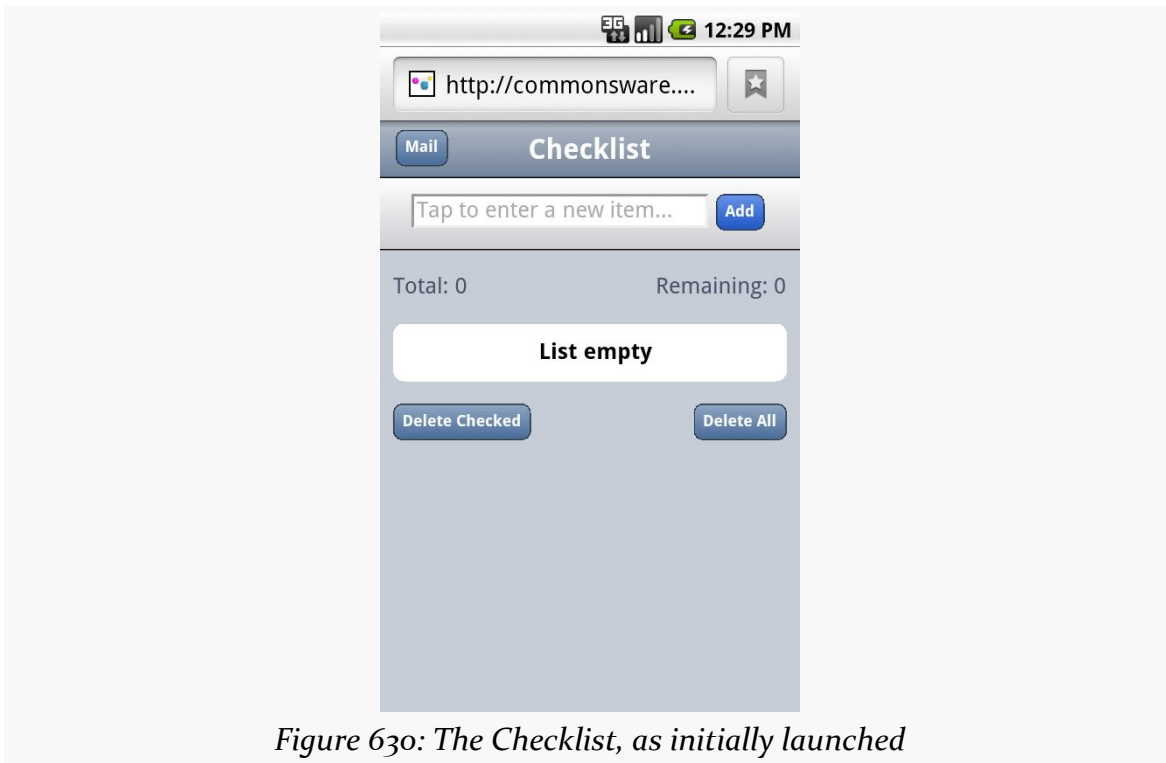 3G 12:29 PM
http://commonsware....
Mail Checklist
Tap to enter a new item... Add
Total: 0 Remaining: 0
List empty
Delete Checked Delete All
Figure 630: The Checklist, as initially launched